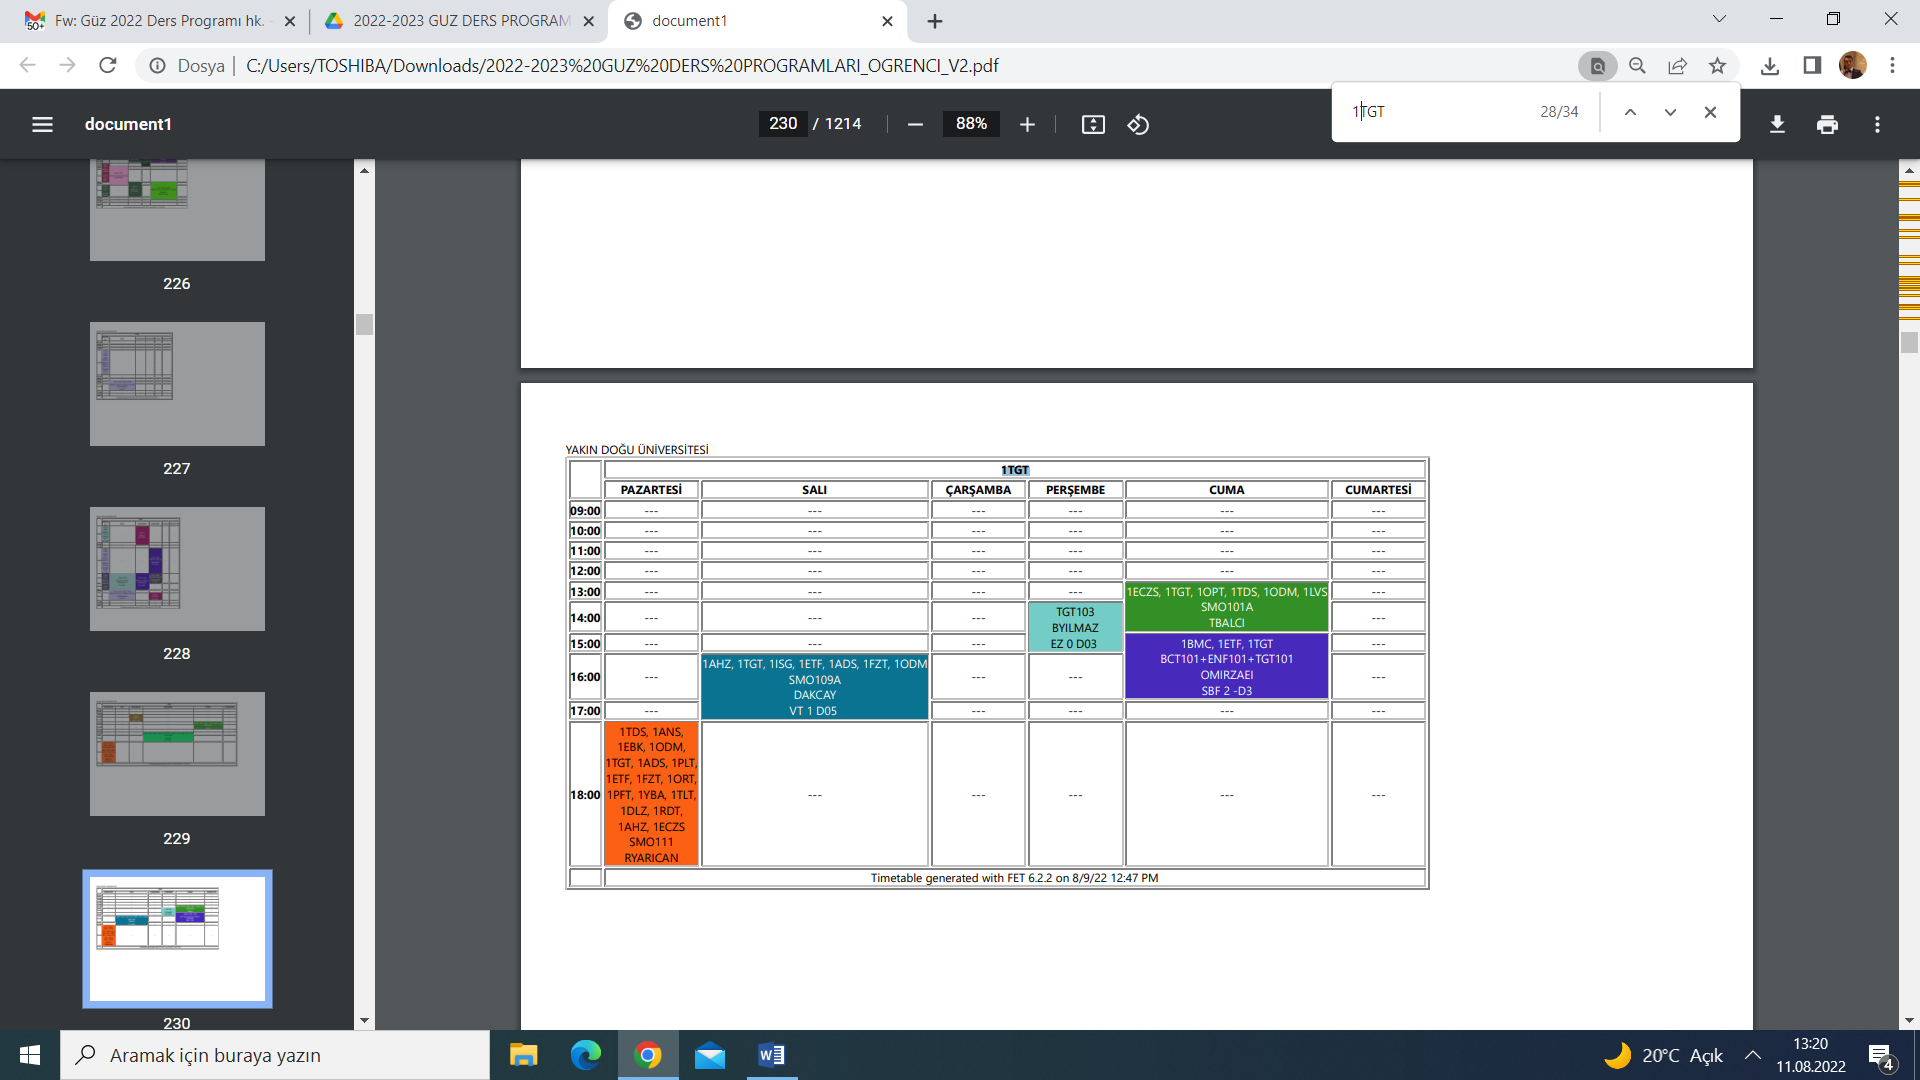 Fw: Güz 2022 Ders Programı hk.
2022-2023 GUZ DERS PROGRAM
document1
Dosya
C:/Users/TOSHIBA/Downloads/2022-2023%20GUZ%20DERS%20PROGRAMLARI_OGRENCI_V2.pdf
document1
230 / 1214
88%
1TGT
28/34
226
227
228
229
230
YAKIN DOĞU ÜNİVERSİTESİ
1TGT
PAZARTESİ SALI ÇARŞAMBA PERŞEMBE CUMA CUMARTESİ
09:00 --- --- --- --- --- ---
10:00 --- --- --- --- --- ---
11:00 --- --- --- --- --- ---
12:00 --- --- --- --- --- ---
13:00 --- --- --- ---
1ECZS, 1TGT, 1OPT, 1TDS, 1ODM, 1LVS
SMO101A
TBALCI
---
14:00 --- --- ---
TGT103
BYILMAZ
EZ 0 D03
---
15:00 --- --- ---
1BMC, 1ETF, 1TGT
BCT101+ENF101+TGT101
OMIRZAEI
SBF 2 -D3
---
16:00 ---
1AHZ, 1TGT, 1ISG, 1ETF, 1ADS, 1FZT, 1ODM
SMO109A
DAKCAY
VT 1 D05
--- --- ---
17:00 --- --- --- --- ---
18:00
1TDS, 1ANS,
1EBK, 1ODM,
1TGT, 1ADS, 1PLT,
1ETF, 1FZT, 1ORT,
1PFT, 1YBA, 1TLT,
1DLZ, 1RDT,
1AHZ, 1ECZS
SMO111
RYARICAN
--- --- --- --- ---
Timetable generated with FET 6.2.2 on 8/9/22 12:47 PM
Aramak için buraya yazın
20°C Açık
13:20
11.08.2022
4